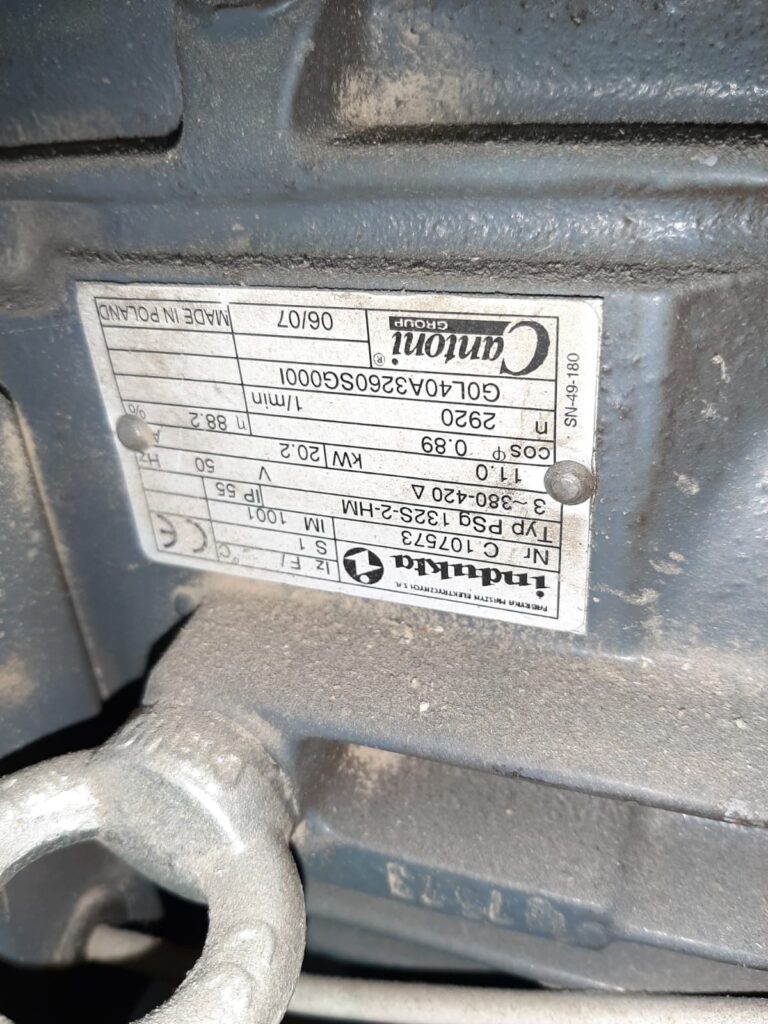 FABRYKA MASZYN ELEKTRYCZNYCH S.A.
indukta
Iz F/ °C
Nr C 107573 S 1
Typ PSg 132S-2-HM IM 1001
3~380-420 Δ V IP 55
11.0 kW 20.2 A 50 Hz
cosφ 0.89 η 88.2 %
n 2920 1/min
G0L40A3260SG000I
Cantoni®
GROUP
06/07 MADE IN POLAND
CE
SN-49-180